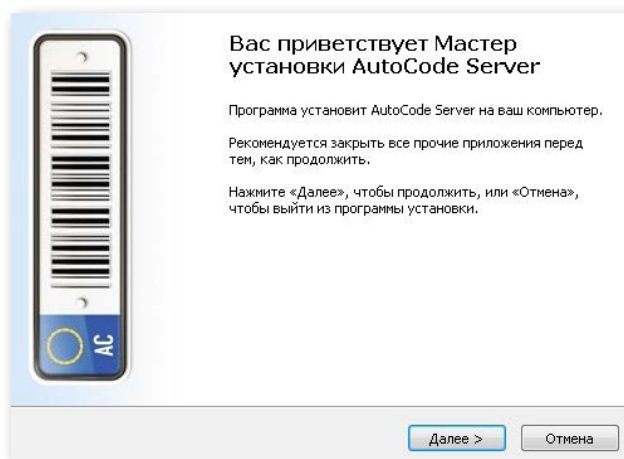 Вас приветствует Мастер
установки AutoCode Server
Программа установит AutoCode Server на ваш компьютер.
Рекомендуется закрыть все прочие приложения перед
тем, как продолжить.
Нажмите «Далее», чтобы продолжить, или «Отмена»,
чтобы выйти из программы установки.
AC
Далее >
Отмена